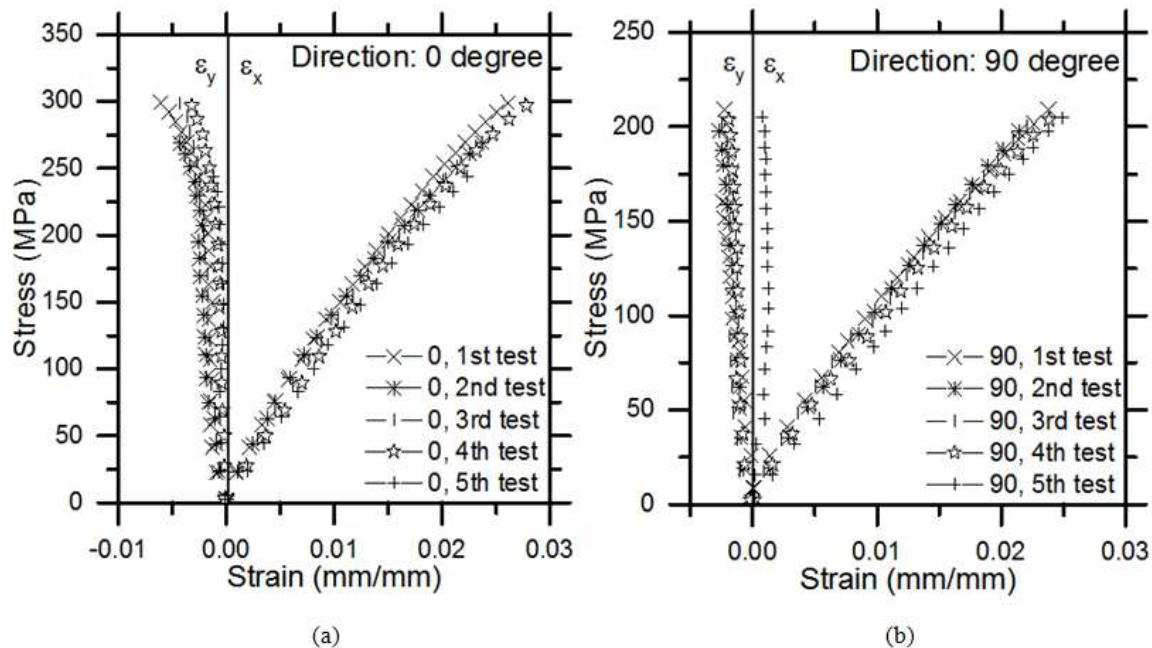 350
300
250
200
150
100
50
0
Stress (MPa)
εy
εx
Direction: 0 degree
0, 1st test
0, 2nd test
0, 3rd test
0, 4th test
0, 5th test
-0.01
0.00
0.01
0.02
0.03
Strain (mm/mm)
(a)
250
200
150
100
50
0
Stress (MPa)
εy
εx
Direction: 90 degree
90, 1st test
90, 2nd test
90, 3rd test
90, 4th test
90, 5th test
0.00
0.01
0.02
0.03
Strain (mm/mm)
(b)